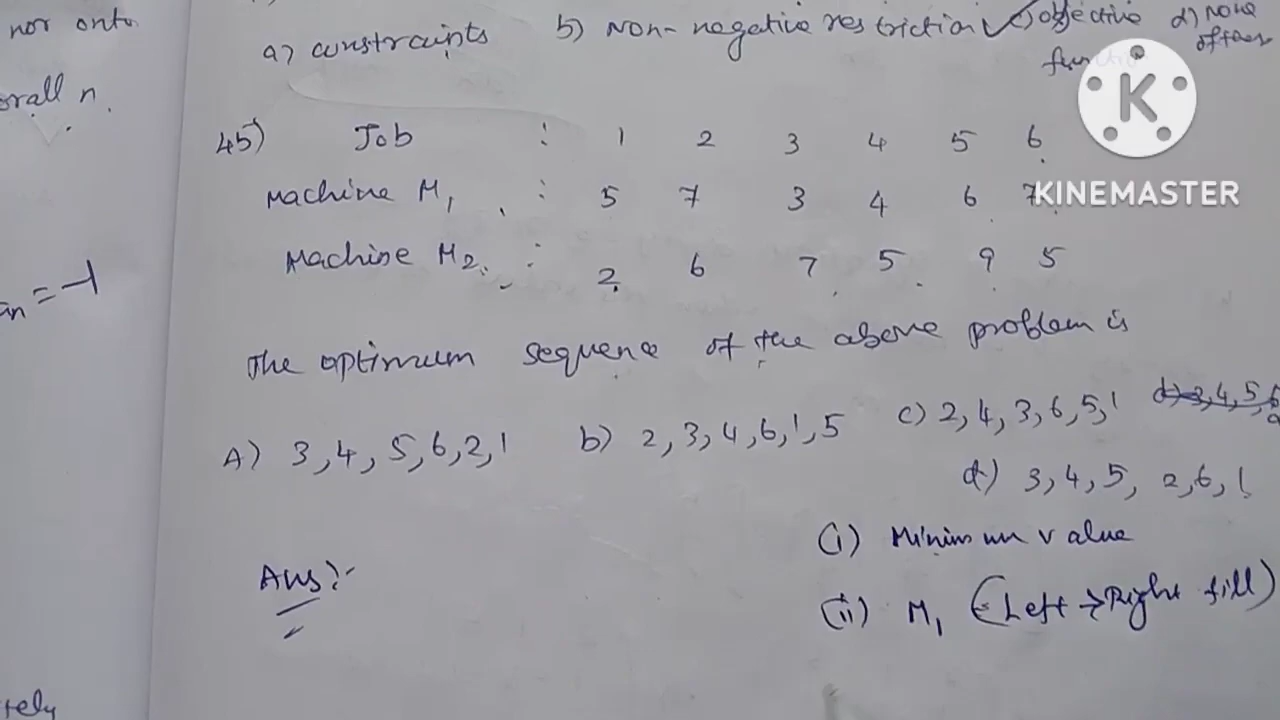 nor onto
orall n.
an = -1
tely
a) constraints b) Non-negative restriction ✓c) objective function d) None of these
45) Job : 1 2 3 4 5 6
Machine M1 : 5 7 3 4 6 7
Machine M2 : 2 6 7 5 9 5
The optimum sequence of the above problem is
A) 3, 4, 5, 6, 2, 1 b) 2, 3, 4, 6, 1, 5 c) 2, 4, 3, 6, 5, 1
d) 3, 4, 5, 2, 6, 1
(i) Minimum value
Ans:-
(ii) M1 (Left → Right fill)
K
KINEMASTER